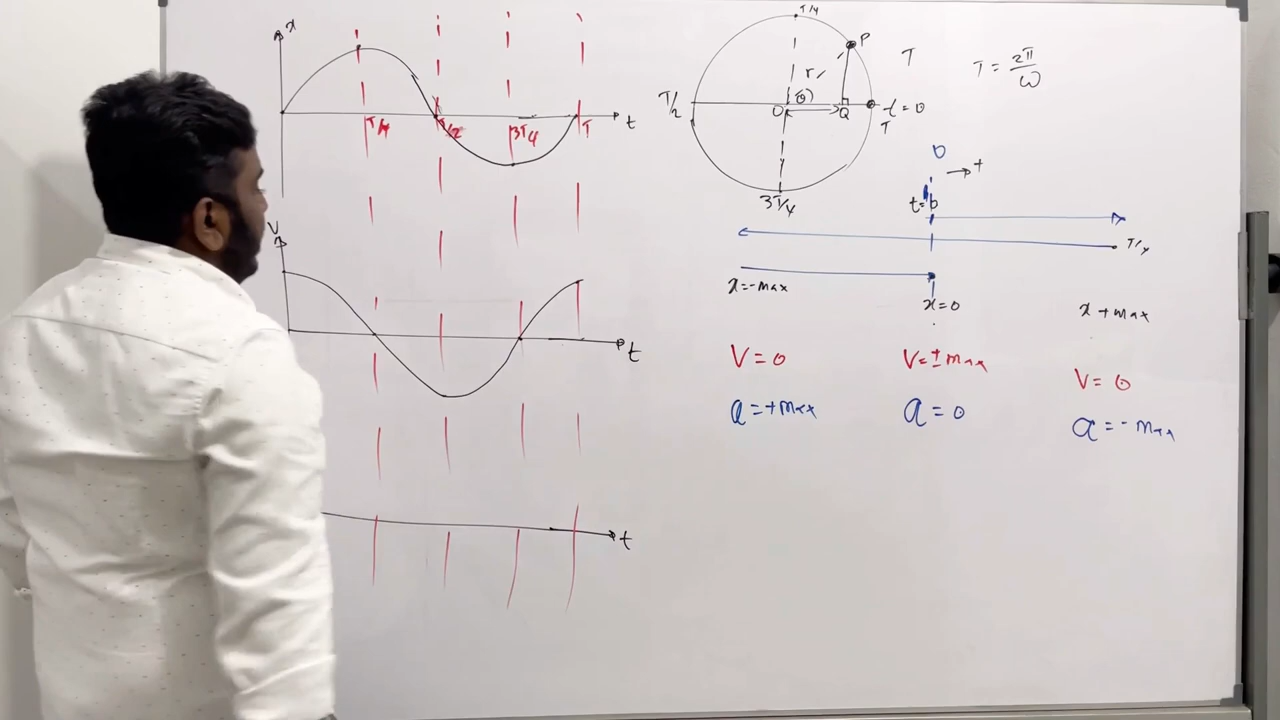 x
T/4
T/2
3T/4
T
t
V
t
t
T/4
P
r
θ
O
Q
T/2
t=0
T
3T/4
T
T = 2π/ω
O
→ +
t=0
T/4
x=-max
x=0
x+max
V=0
V=±max
V=0
a=+max
a=0
a=-max